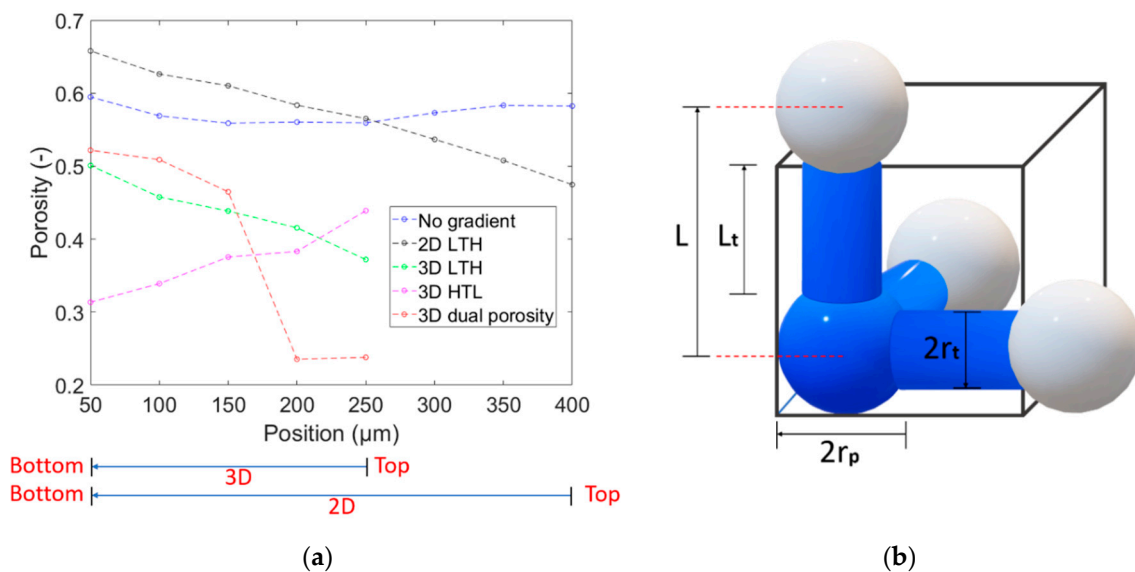 0.7
0.6
0.5
0.4
0.3
0.2
Porosity (-)
No gradient
2D LTH
3D LTH
3D HTL
3D dual porosity
50 100 150 200 250 300 350 400
Position (µm)
Bottom 3D Top
Bottom 2D Top
(a)
L
Lt
2rt
2rp
(b)